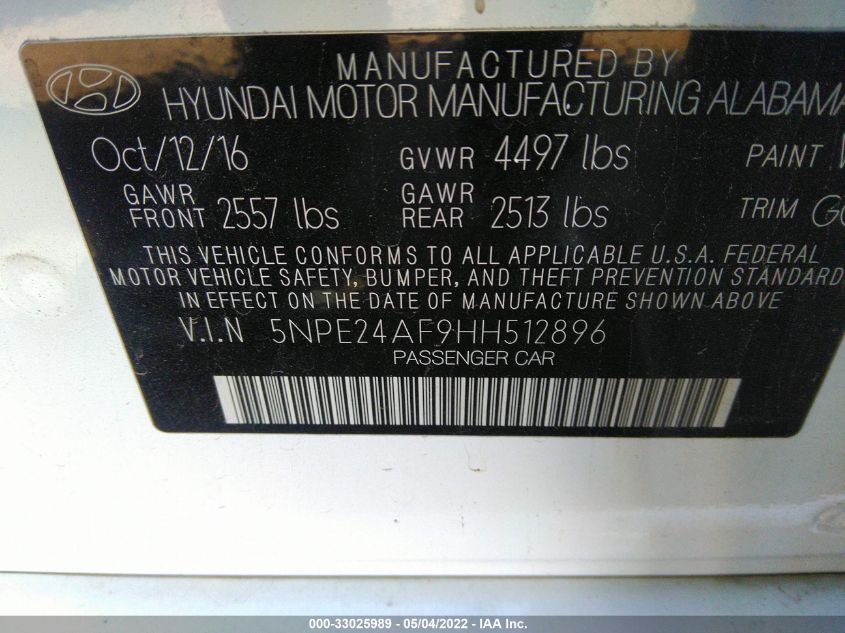 MANUFACTURED BY
HYUNDAI MOTOR MANUFACTURING ALABAMA
Oct/12/16 GVWR 4497 lbs PAINT
GAWR FRONT 2557 lbs GAWR REAR 2513 lbs TRIM
THIS VEHICLE CONFORMS TO ALL APPLICABLE U.S.A. FEDERAL
MOTOR VEHICLE SAFETY, BUMPER, AND THEFT PREVENTION STANDARD
IN EFFECT ON THE DATE OF MANUFACTURE SHOWN ABOVE
V.I.N 5NPE24AF9HH512896
PASSENGER CAR
000-33025989 - 05/04/2022 - IAA Inc.